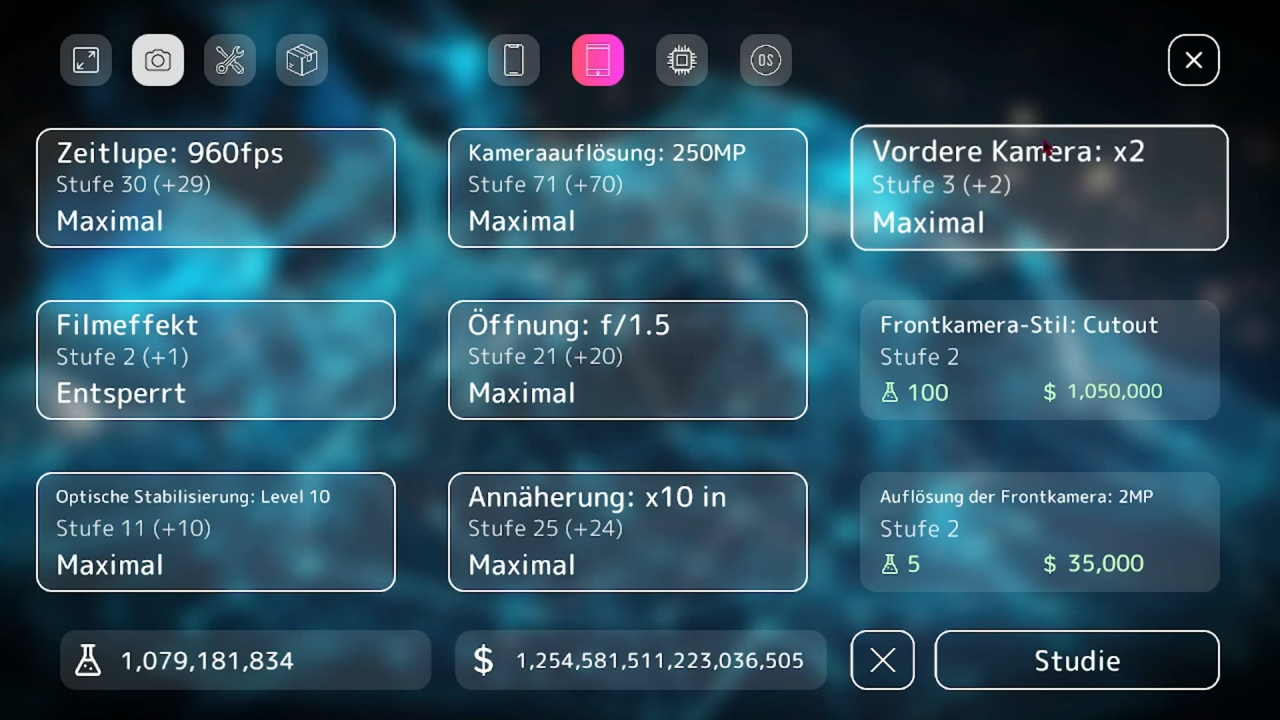 OS
Zeitlupe: 960fps
Stufe 30 (+29)
Maximal
Kameraauflösung: 250MP
Stufe 71 (+70)
Maximal
Vordere Kamera: x2
Stufe 3 (+2)
Maximal
Filmeffekt
Stufe 2 (+1)
Entsperrt
Öffnung: f/1.5
Stufe 21 (+20)
Maximal
Frontkamera-Stil: Cutout
Stufe 2
100 $ 1,050,000
Optische Stabilisierung: Level 10
Stufe 11 (+10)
Maximal
Annäherung: x10 in
Stufe 25 (+24)
Maximal
Auflösung der Frontkamera: 2MP
Stufe 2
5 $ 35,000
1,079,181,834
$ 1,254,581,511,223,036,505
Studie